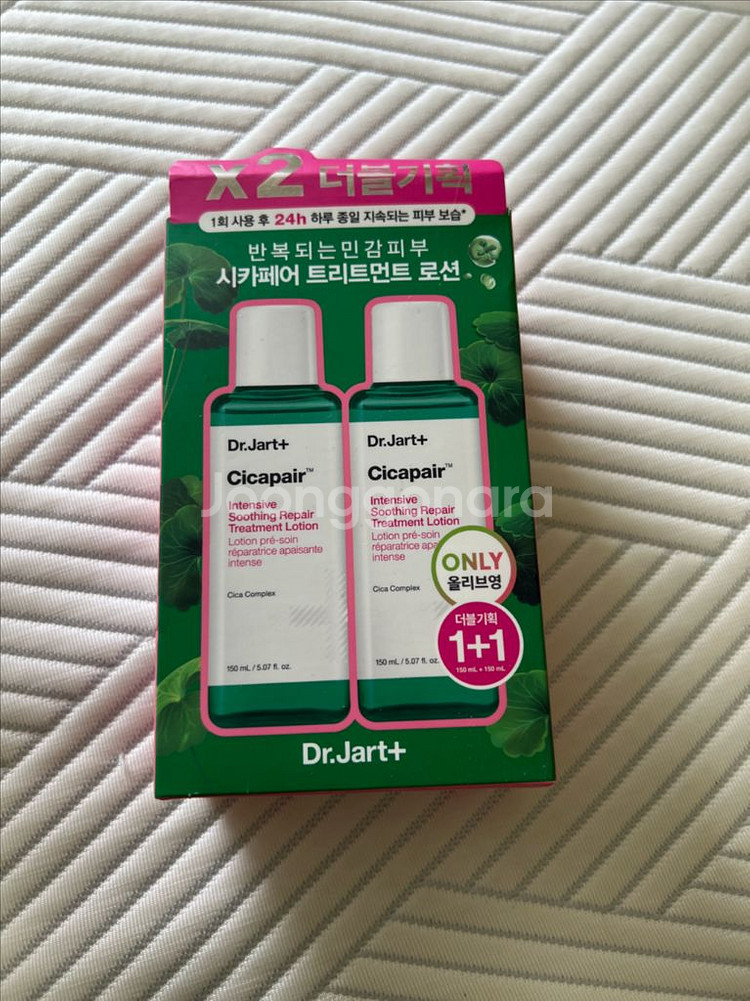 x2 더블기획
1회 사용 후 24h 하루 종일 지속되는 피부 보습*
반복되는민감피부
시카페어 트리트먼트 로션
Dr.Jart+
Cicapair™
Intensive
Soothing Repair
Treatment Lotion
Lotion pré-soin
réparatrice apaisante
intense
Cica Complex
150 mL / 5.07 fl. oz.
Dr.Jart+
Cicapair™
Intensive
Soothing Repair
Treatment Lotion
Lotion pré-soin
réparatrice
intense
Cica Complex
150 mL / 5.07 fl. oz.
ONLY
올리브영
더블기획
1+1
150 mL + 150 mL
Dr.Jart+
Joonggonara